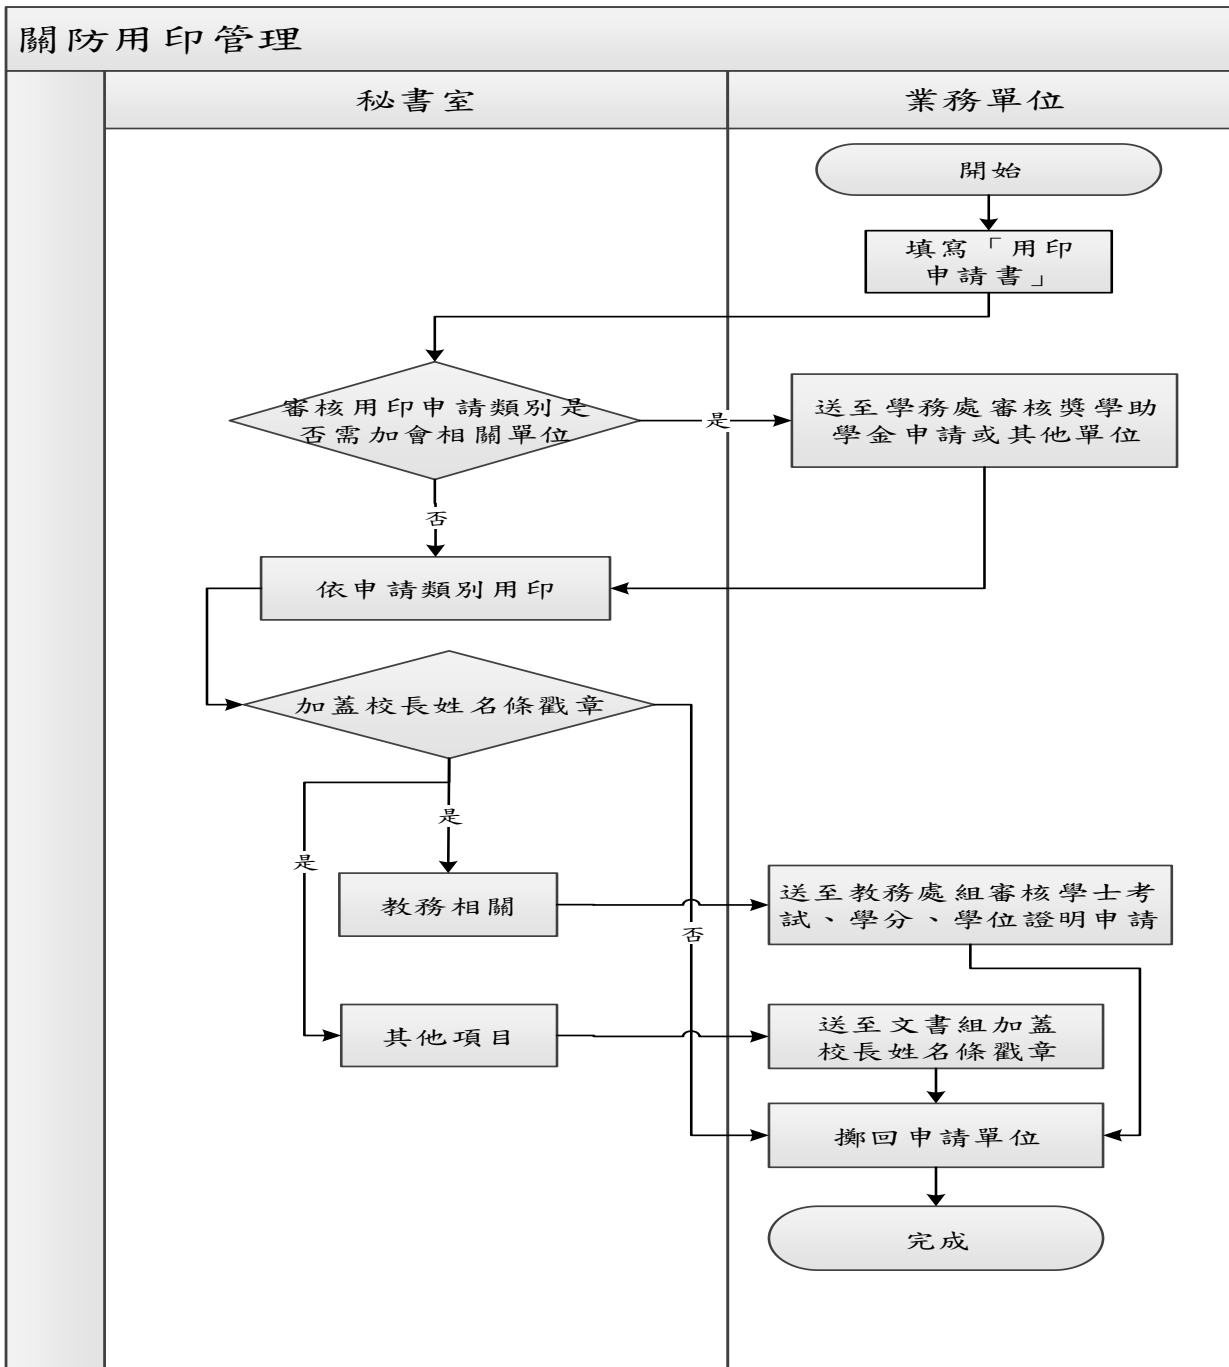 關防用印管理
秘書室
業務單位
開始
填寫「用印
申請書」
審核用印申請類別是
否需加會相關單位
是
送至學務處審核獎學助
學金申請或其他單位
否
依申請類別用印
加蓋校長姓名條戳章
是
是
教務相關
送至教務處組審核學士考
試、學分、學位證明申請
否
其他項目
送至文書組加蓋
校長姓名條戳章
擲回申請單位
完成